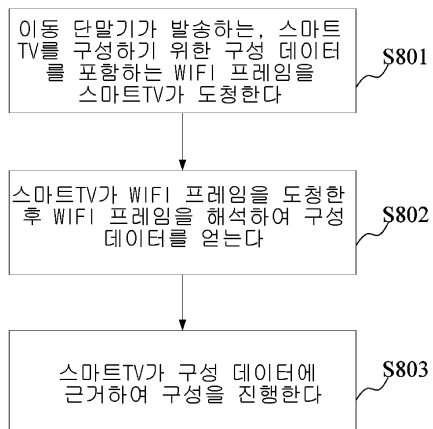 이동 단말기가 발송하는, 스마트
TV를 구성하기 위한 구성 데이터
를 포함하는 WIFI 프레임을
스마트TV가 도청한다
S801
스마트TV가 WIFI 프레임을 도청한
후 WIFI 프레임을 해석하여 구성
데이터를 얻는다
S802
스마트TV가 구성 데이터에
근거하여 구성을 진행한다
S803